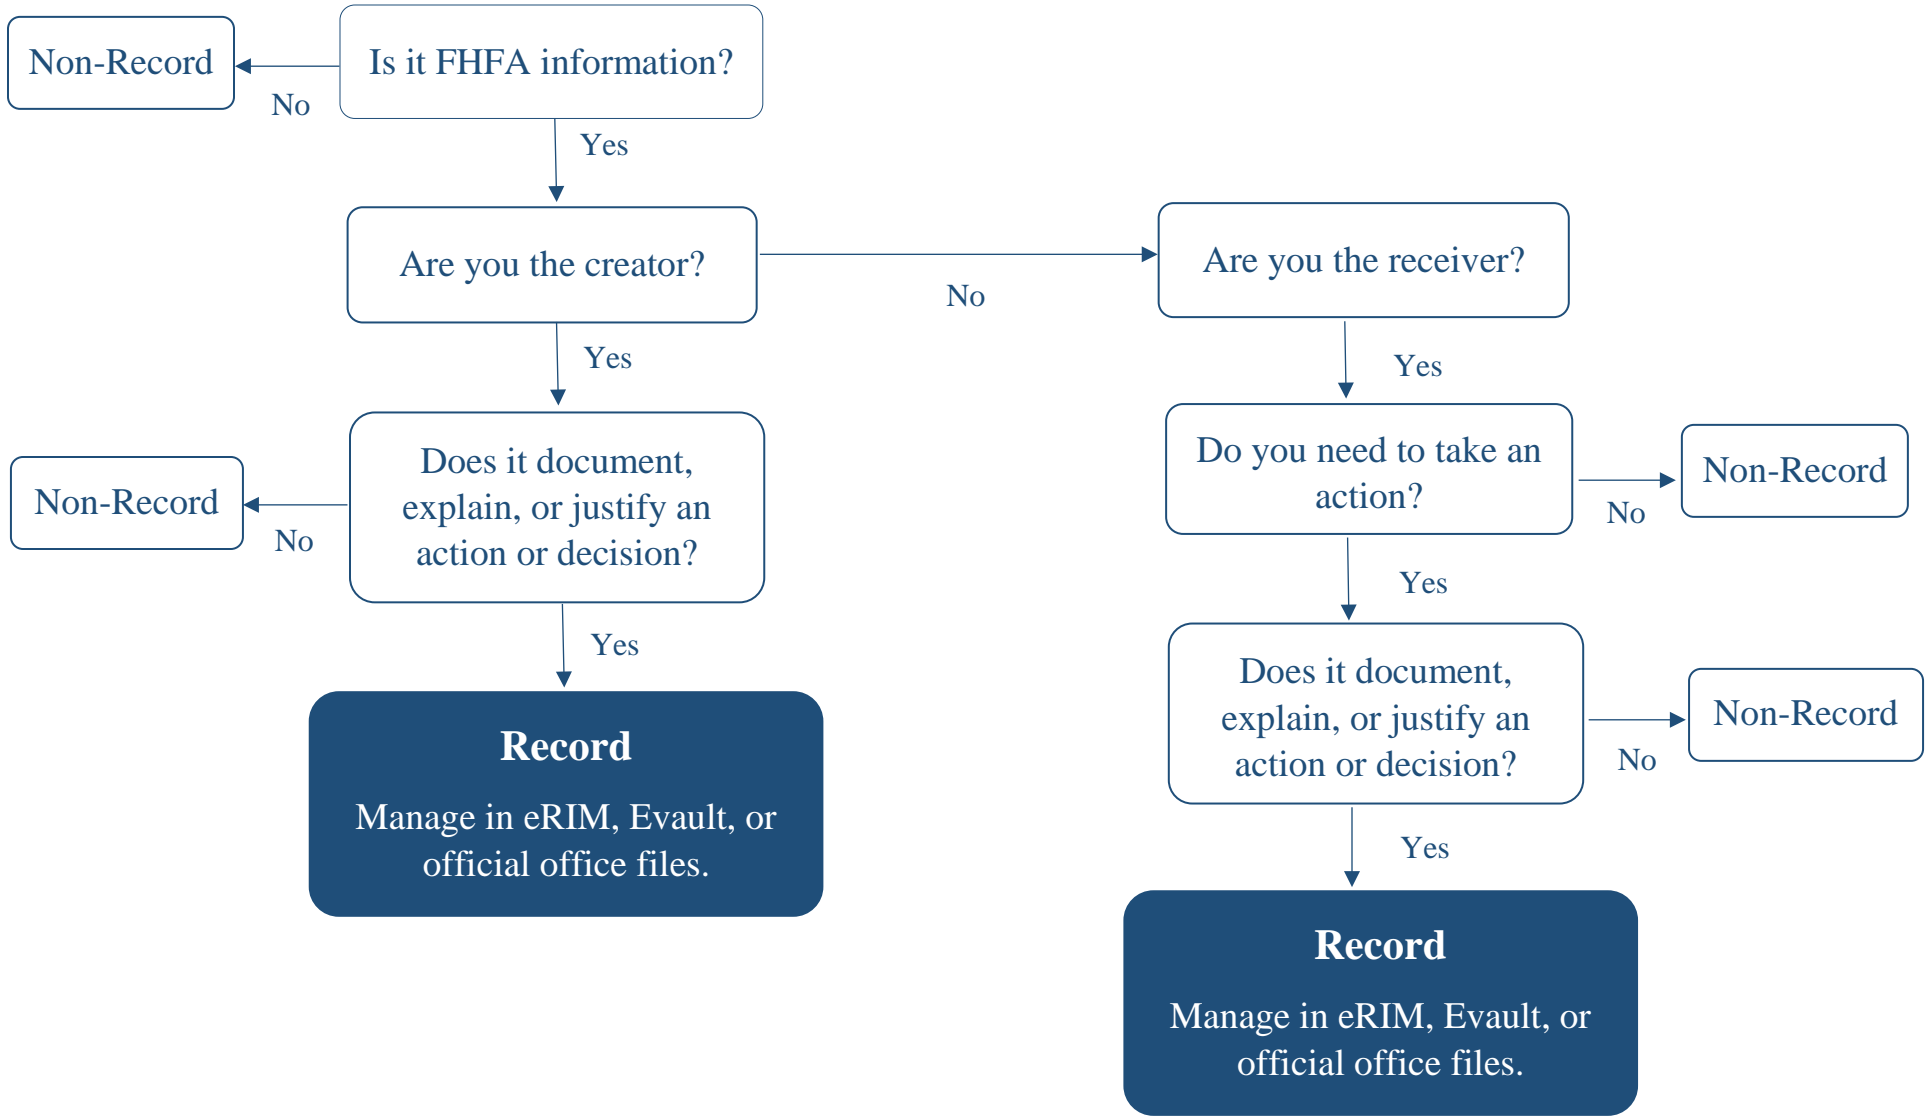 Non-Record
Is it FHFA information?
No
Yes
Are you the creator?
No
Are you the receiver?
Yes
Does it document,
explain, or justify an
action or decision?
Non-Record
No
Yes
Record
Manage in eRIM, Evault, or
official office files.
Yes
Do you need to take an
action?
No
Non-Record
Yes
Does it document,
explain, or justify an
action or decision?
No
Non-Record
Yes
Record
Manage in eRIM, Evault, or
official office files.